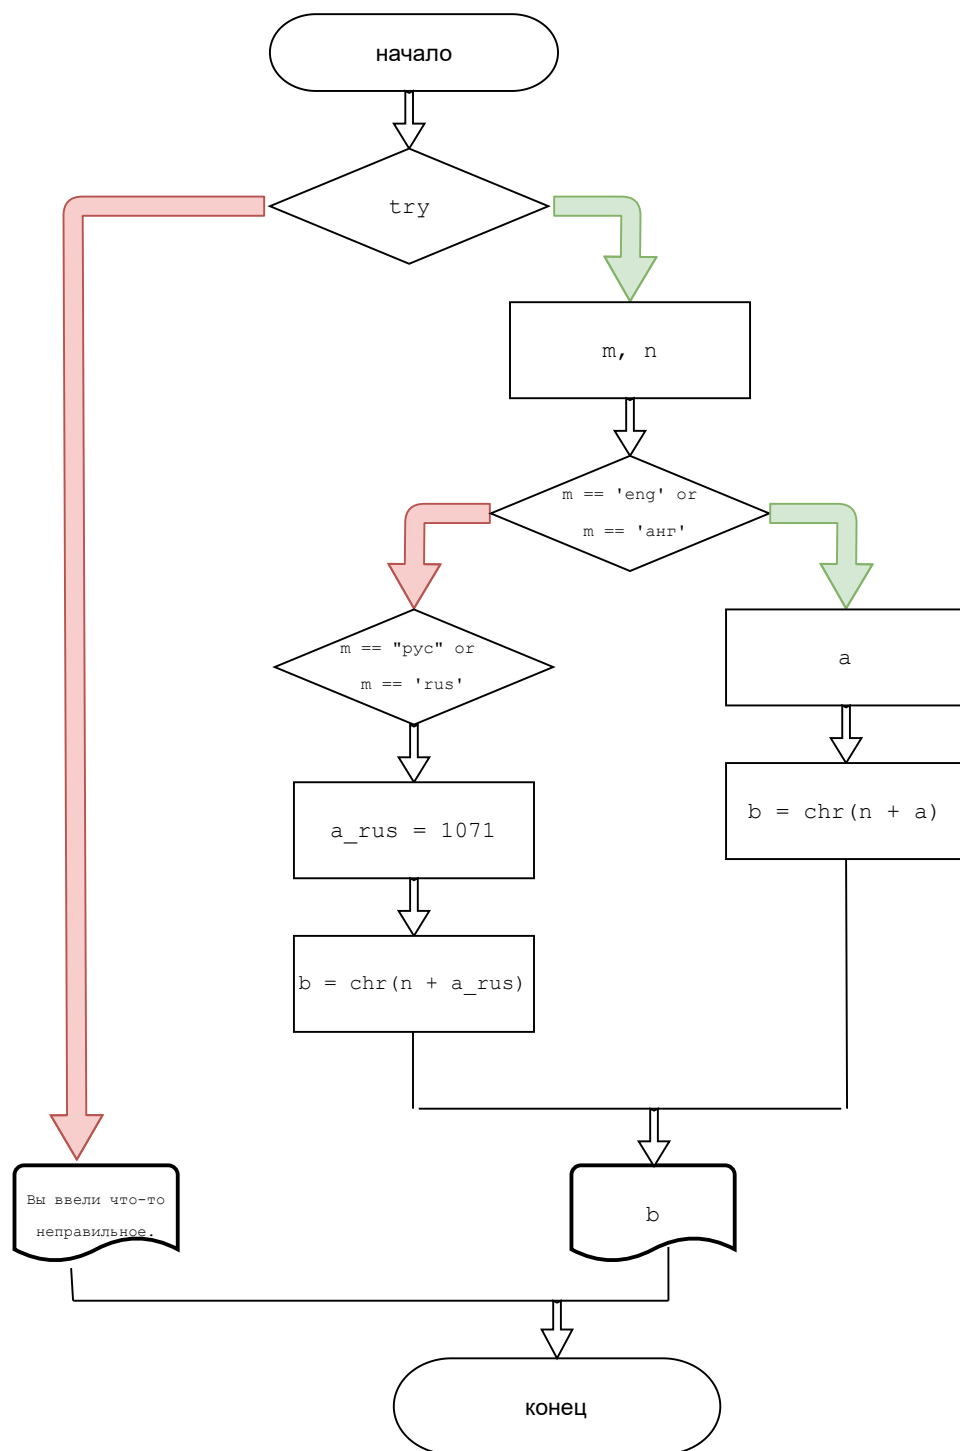 начало
try
m, n
m == 'eng' or
m == 'анг'
m == "рус" or
m == 'rus'
a
a_rus = 1071
b = chr(n + a)
b = chr(n + a_rus)
Вы ввели что-то
неправильное.
b
конец